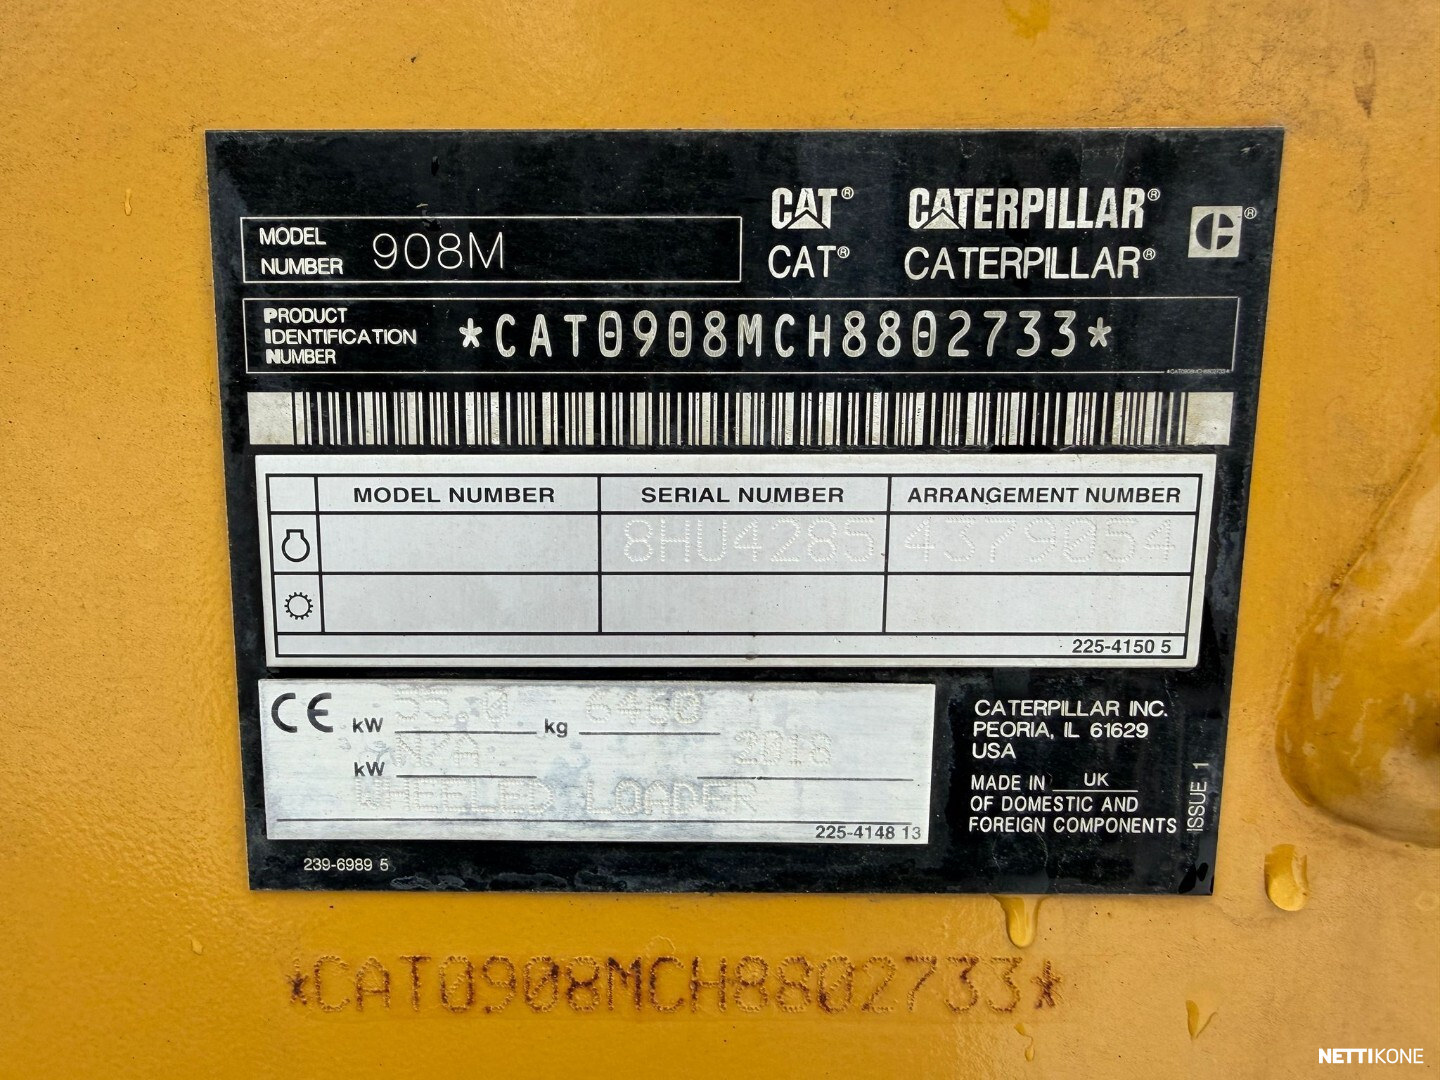 CAT® CATERPILLAR®
CAT® CATERPILLAR®
MODEL NUMBER 908M
PRODUCT IDENTIFICATION NUMBER *CAT0908MCH8802733*
*CAT0908MCH8802733*
MODEL NUMBER SERIAL NUMBER ARRANGEMENT NUMBER
8HU4285 4379054
225-4150 5
CE kW 55.0 kg 6460
kW N/A 2018
WHEELED LOADER
225-4148 13
239-6989 5
CATERPILLAR INC.
PEORIA, IL 61629
USA
MADE IN UK
OF DOMESTIC AND
FOREIGN COMPONENTS
ISSUE 1
*CAT0908MCH8802733*
NETTIKONE